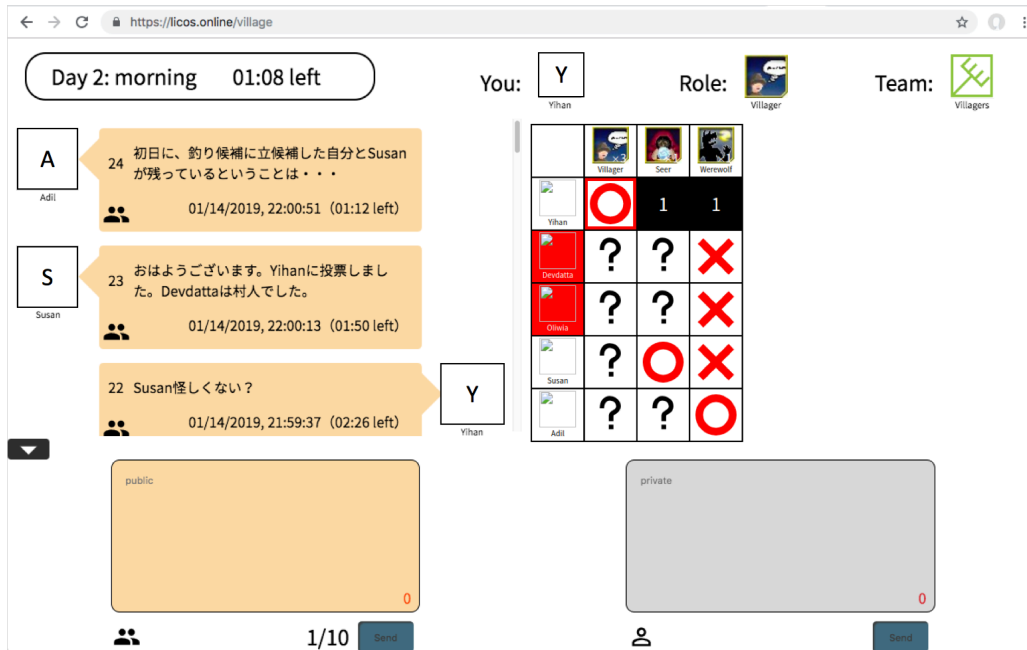 https://licos.online/village
Day 2: morning 01:08 left
You:
Y
Yihan
Role:
Villager
Team:
Villagers
A
Adil
24 初日に、釣り候補に立候補した自分とSusan
が残っているということは・・・
01/14/2019, 22:00:51（01:12 left）
S
Susan
23 おはようございます。Yihanに投票しまし
た。Devdattaは村人でした。
01/14/2019, 22:00:13（01:50 left）
22 Susan怪しくない？
01/14/2019, 21:59:37（02:26 left）
Y
Yihan
Villager Seer Werewolf
Yihan 1 1
Devdatta ? ?
Oliwia ? ?
Susan ?
Adil ? ?
public
0
1/10 Send
private
0
Send